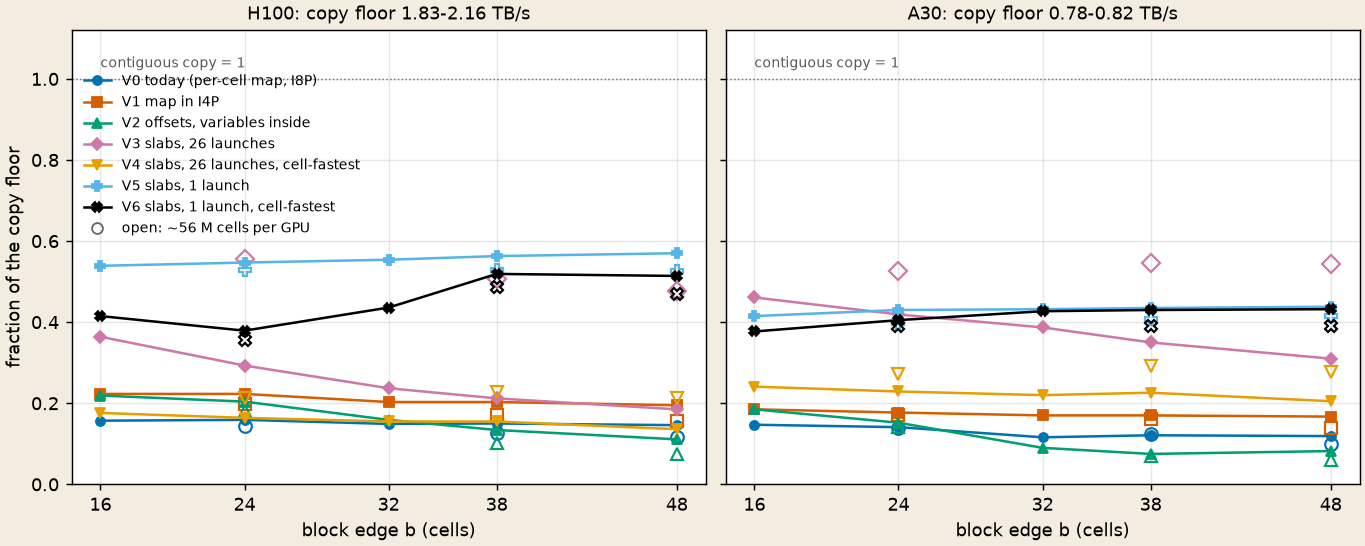 H100: copy floor 1.83-2.16 TB/s
A30: copy floor 0.78-0.82 TB/s
contiguous copy = 1
V0 today (per-cell map, I8P)
V1 map in I4P
V2 offsets, variables inside
V3 slabs, 26 launches
V4 slabs, 26 launches, cell-fastest
V5 slabs, 1 launch
V6 slabs, 1 launch, cell-fastest
open: ~56 M cells per GPU
contiguous copy = 1
fraction of the copy floor
1.0
0.8
0.6
0.4
0.2
0.0
16 24 32 38 48
16 24 32 38 48
block edge b (cells)
block edge b (cells)